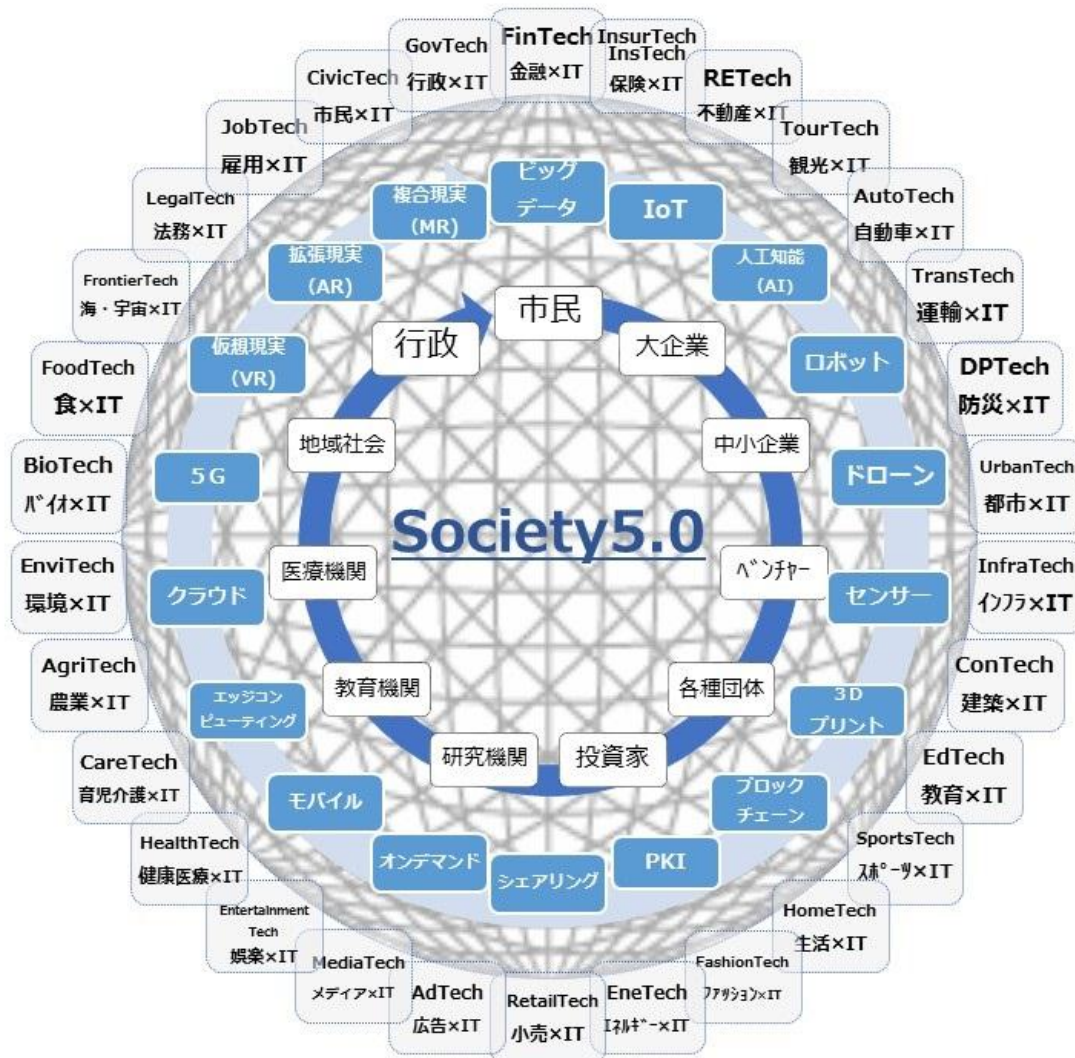 FinTech
金融×IT
InsurTech
InsTech
保険×IT
RETech
不動産×IT
TourTech
観光×IT
AutoTech
自動車×IT
TransTech
運輸×IT
DPTech
防災×IT
UrbanTech
都市×IT
InfraTech
ｲﾝﾌﾗ×IT
ConTech
建築×IT
EdTech
教育×IT
SportsTech
ｽﾎﾟｰﾂ×IT
HomeTech
生活×IT
FashionTech
ﾌｧｯｼｮﾝ×IT
EneTech
ｴﾈﾙｷﾞｰ×IT
RetailTech
小売×IT
AdTech
広告×IT
MediaTech
メディア×IT
Entertainment
Tech
娯楽×IT
HealthTech
健康医療×IT
CareTech
育児介護×IT
AgriTech
農業×IT
EnviTech
環境×IT
BioTech
ﾊﾞｲｵ×IT
FoodTech
食×IT
FrontierTech
海・宇宙×IT
LegalTech
法務×IT
JobTech
雇用×IT
CivicTech
市民×IT
GovTech
行政×IT
ビッグ
データ
IoT
人工知能
(AI)
ロボット
ドローン
センサー
３Ｄ
プリント
ブロック
チェーン
PKI
シェアリング
オンデマンド
モバイル
エッジコン
ピューティング
クラウド
５Ｇ
仮想現実
（VR）
拡張現実
（AR）
複合現実
（MR）
市民
大企業
中小企業
ﾍﾞﾝﾁｬｰ
各種団体
投資家
研究機関
教育機関
医療機関
地域社会
行政
Society5.0